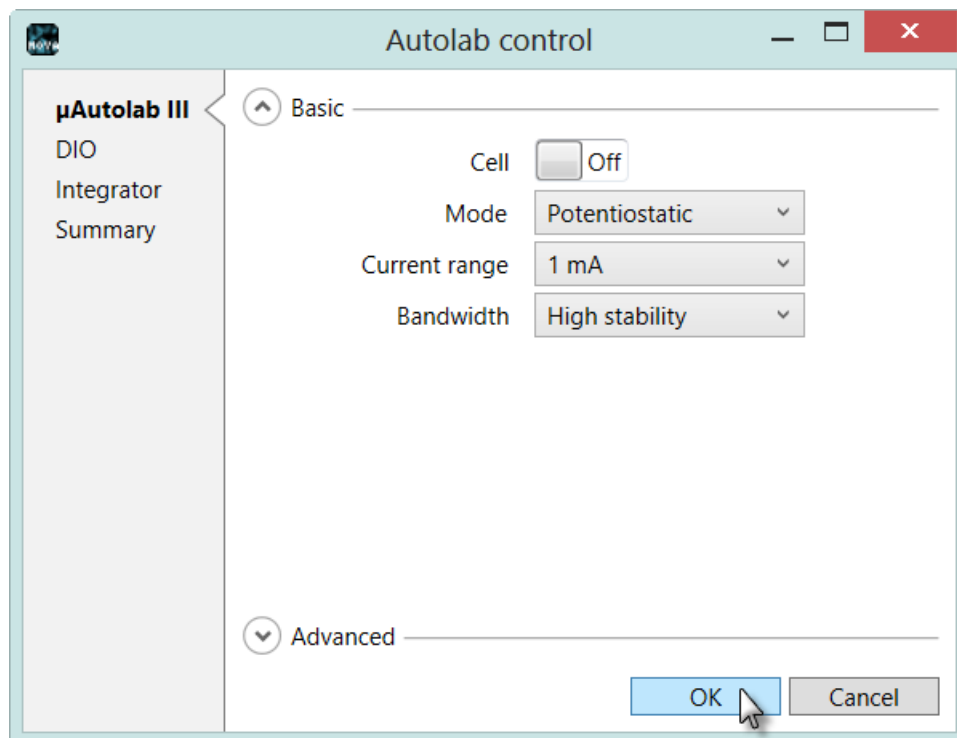 Autolab control
µAutolab III
DIO
Integrator
Summary
Basic
Cell Off
Mode Potentiostatic
Current range 1 mA
Bandwidth High stability
Advanced
OK Cancel